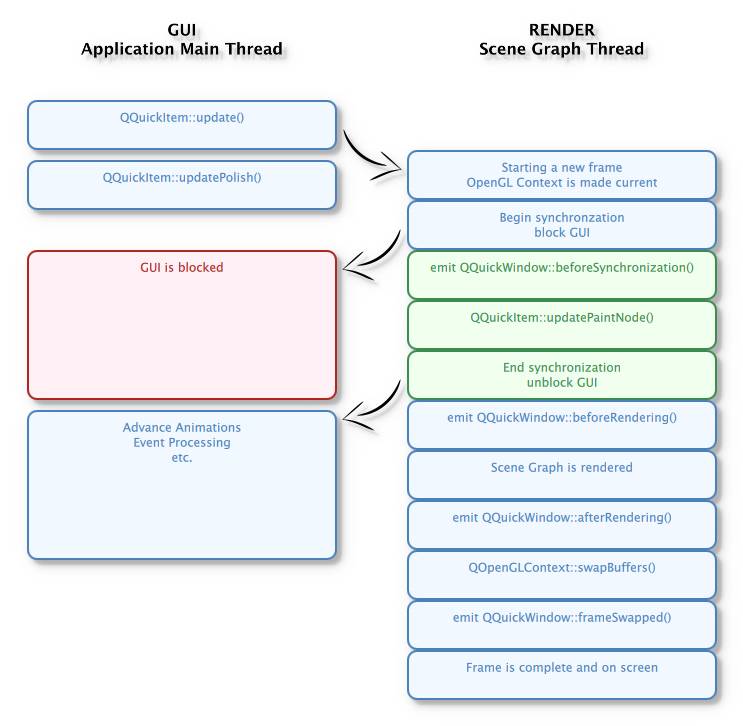 GUI
Application Main Thread
RENDER
Scene Graph Thread
QQuickItem::update()
QQuickItem::updatePolish()
GUI is blocked
Advance Animations
Event Processing
etc.
Starting a new frame
OpenGL Context is made current
Begin synchronzation
block GUI
emit QQuickWindow::beforeSynchronization()
QQuickItem::updatePaintNode()
End synchronization
unblock GUI
emit QQuickWindow::beforeRendering()
Scene Graph is rendered
emit QQuickWindow::afterRendering()
QOpenGLContext::swapBuffers()
emit QQuickWindow::frameSwapped()
Frame is complete and on screen